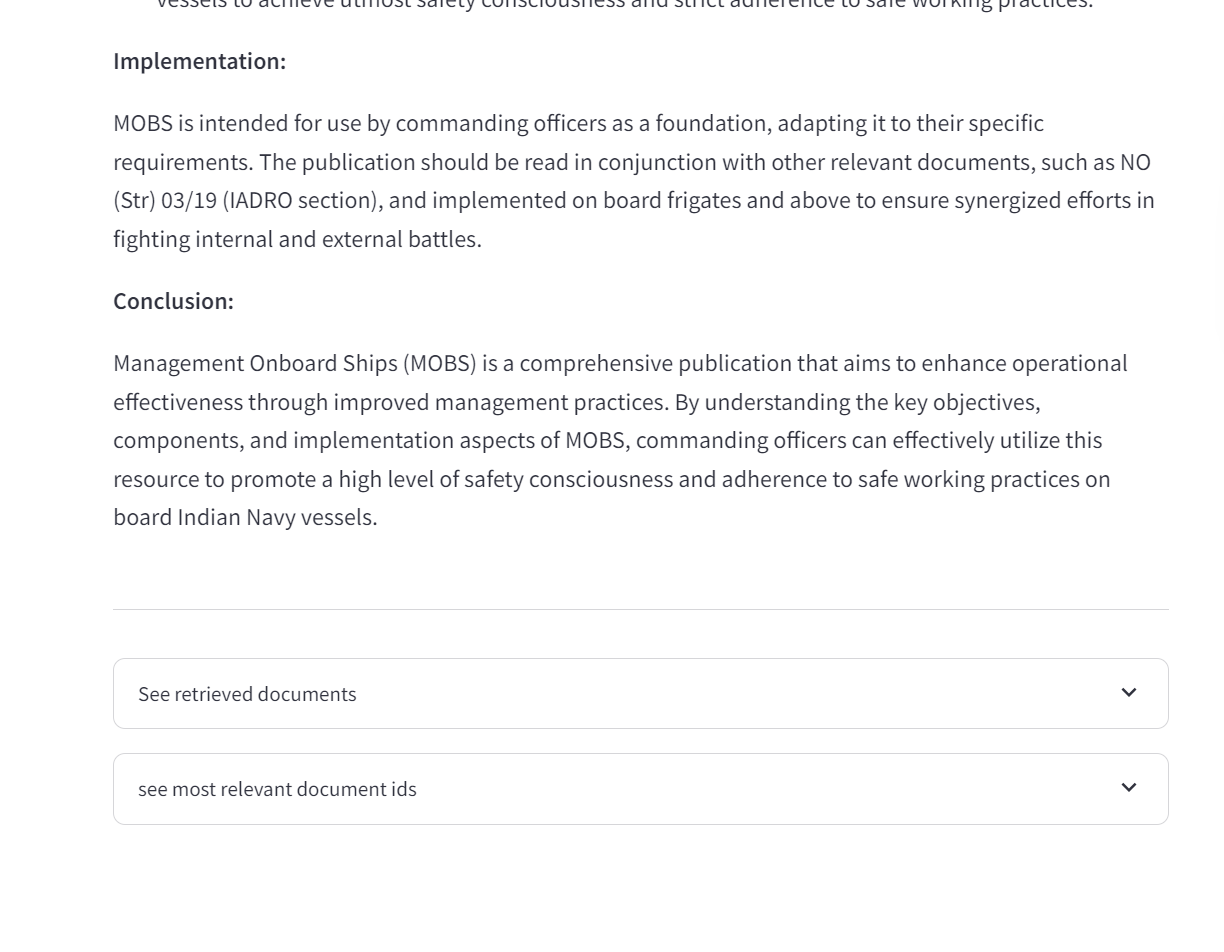 vessels to achieve utmost safety consciousness and strict adherence to safe working practices.
Implementation:
MOBS is intended for use by commanding officers as a foundation, adapting it to their specific
requirements. The publication should be read in conjunction with other relevant documents, such as NO
(Str) 03/19 (IADRO section), and implemented on board frigates and above to ensure synergized efforts in
fighting internal and external battles.
Conclusion:
Management Onboard Ships (MOBS) is a comprehensive publication that aims to enhance operational
effectiveness through improved management practices. By understanding the key objectives,
components, and implementation aspects of MOBS, commanding officers can effectively utilize this
resource to promote a high level of safety consciousness and adherence to safe working practices on
board Indian Navy vessels.
See retrieved documents
see most relevant document ids